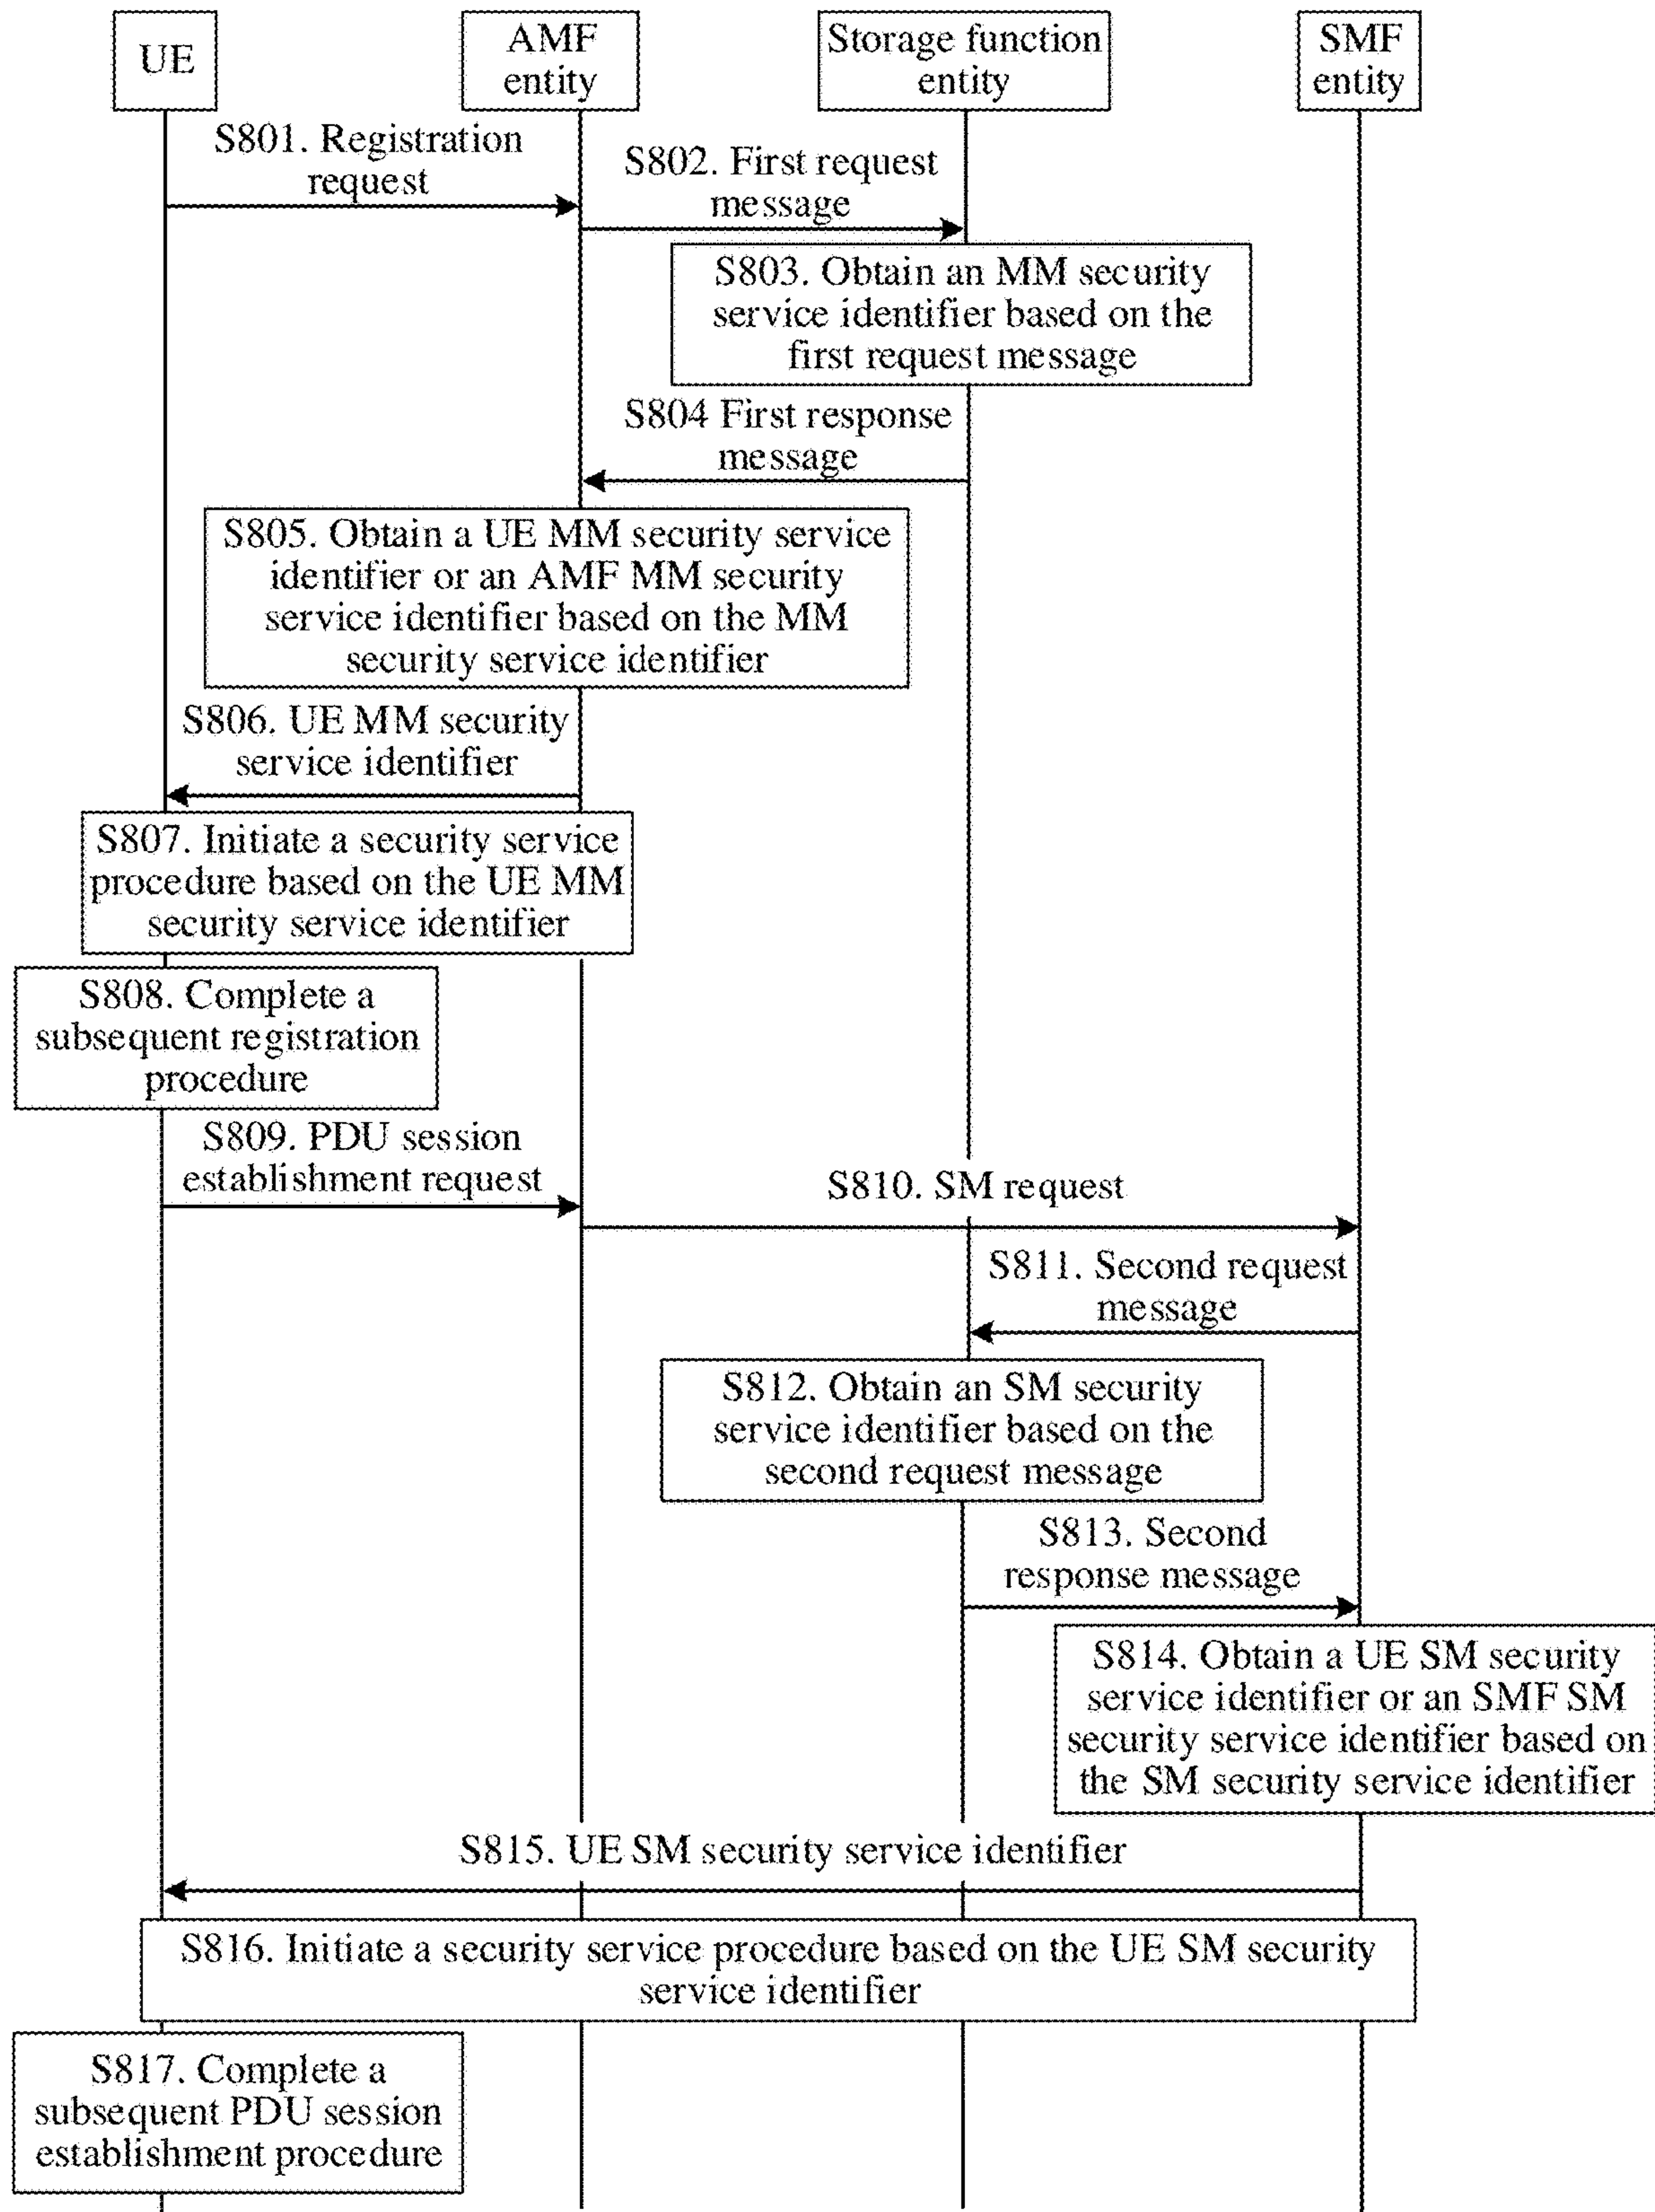 UE
AMF
entity
Storage function
entity
SMF
entity
S801. Registration
request
S802. First request
message
S803. Obtain an MM security
service identifier based on the
first request message
S804 First response
message
S805. Obtain a UE MM security service
identifier or an AMF MM security
service identifier based on the MM
security service identifier
S806. UE MM security
service identifier
S807. Initiate a security service
procedure based on the UE MM
security service identifier
S808. Complete a
subsequent registration
procedure
S809. PDU session
establishment request
S810. SM request
S811. Second request
message
S812. Obtain an SM security
service identifier based on the
second request message
S813. Second
response message
S814. Obtain a UE SM security
service identifier or an SMF SM
security service identifier based on
the SM security service identifier
S815. UE SM security service identifier
S816. Initiate a security service procedure based on the UE SM security
service identifier
S817. Complete a
subsequent PDU session
establishment procedure